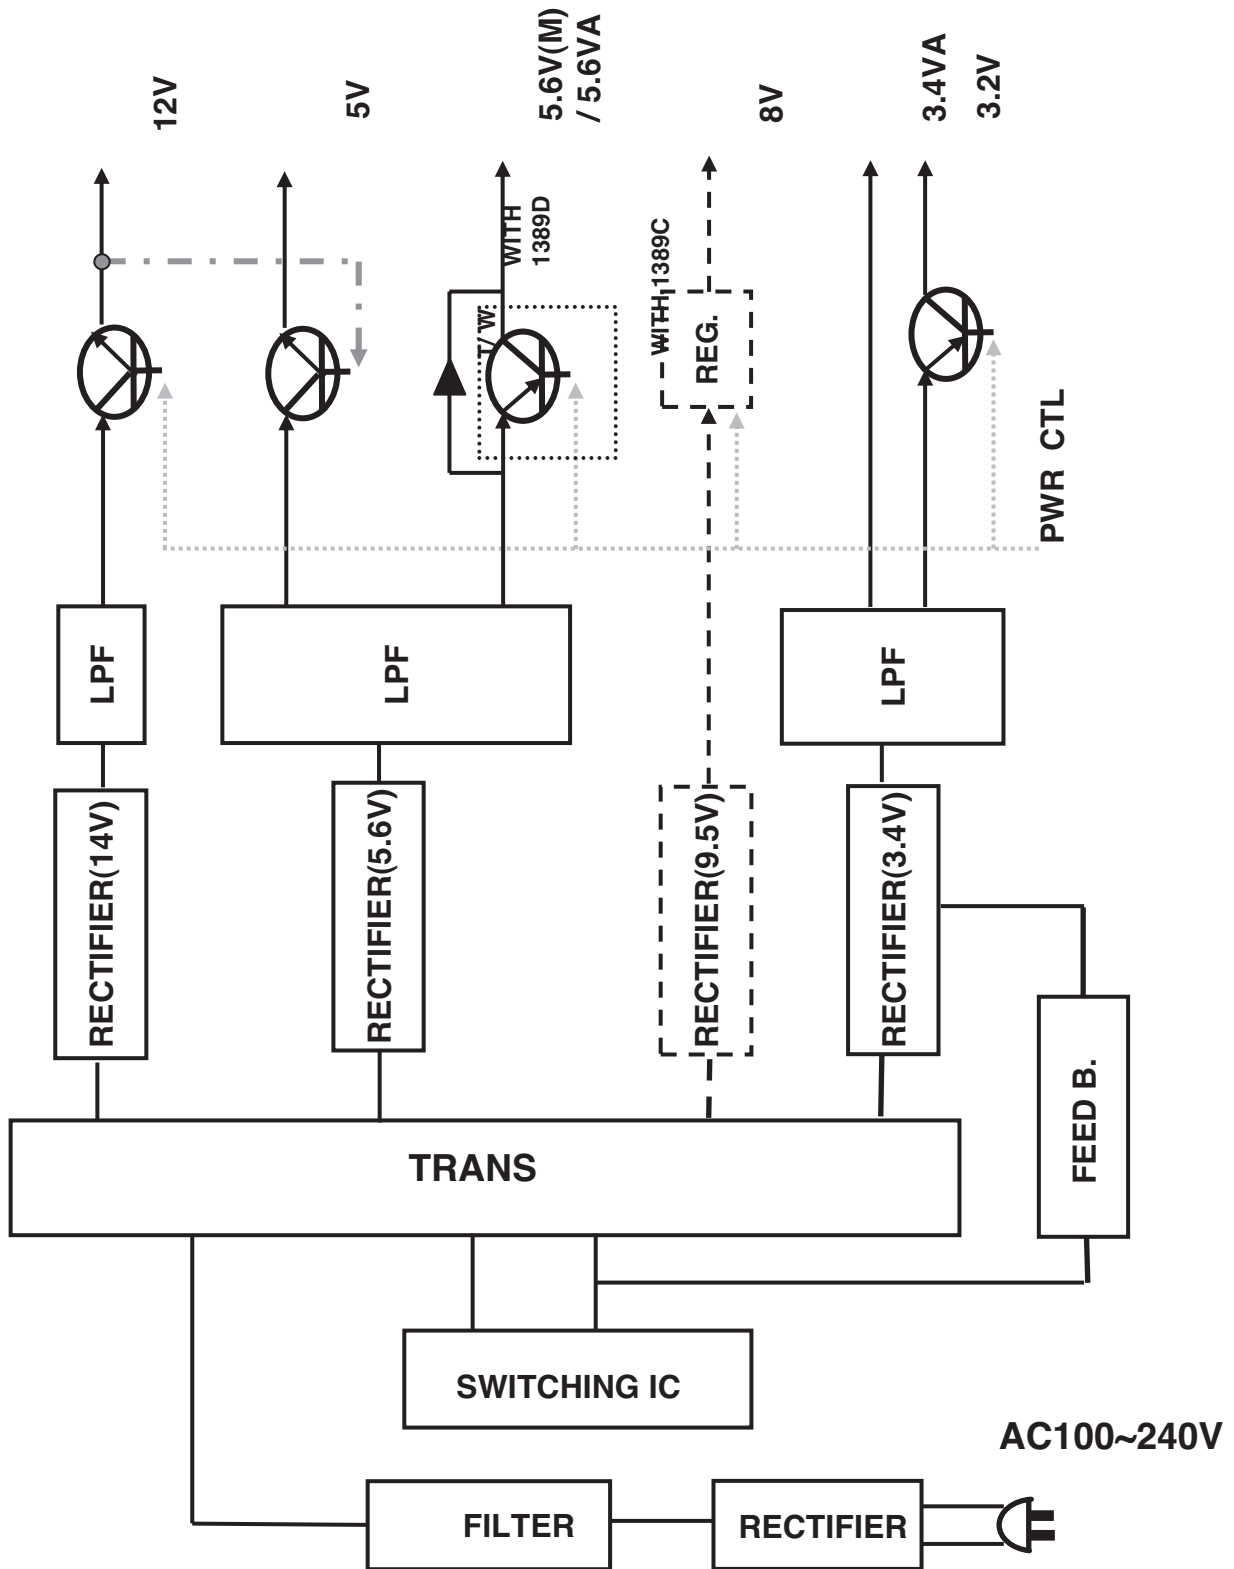 12V
5V
5.6V(M)
/ 5.6VA
8V
3.4VA
3.2V
WITH
1389D
WITH 1389C
T/ W
REG.
PWR CTL
LPF
LPF
LPF
RECTIFIER(14V)
RECTIFIER(5.6V)
RECTIFIER(9.5V)
RECTIFIER(3.4V)
FEED B.
TRANS
SWITCHING IC
AC100~240V
FILTER
RECTIFIER